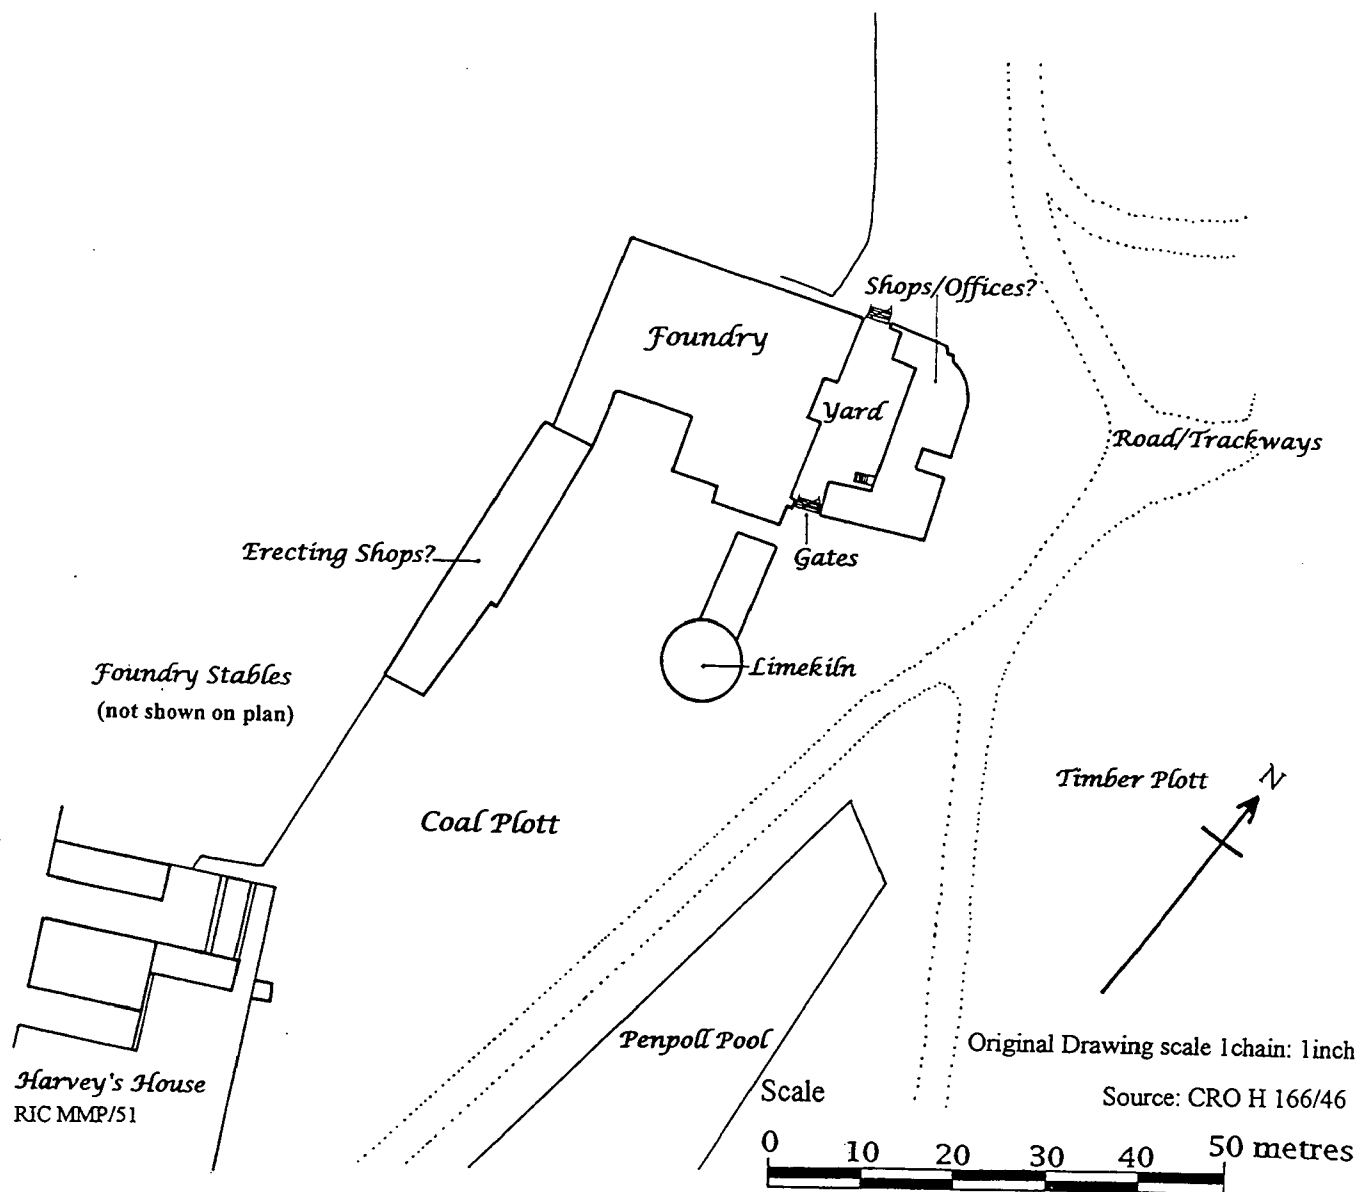 Shops/Offices?
Foundry
Yard
Road/Trackways
Erecting Shops?
Gates
Limekiln
Foundry Stables
(not shown on plan)
Timber Plott
N
Coal Plott
Penpoll Pool
Original Drawing scale 1chain: 1inch
Harvey's House
RIC MMP/51
Scale
Source: CRO H 166/46
0 10 20 30 40 50 metres